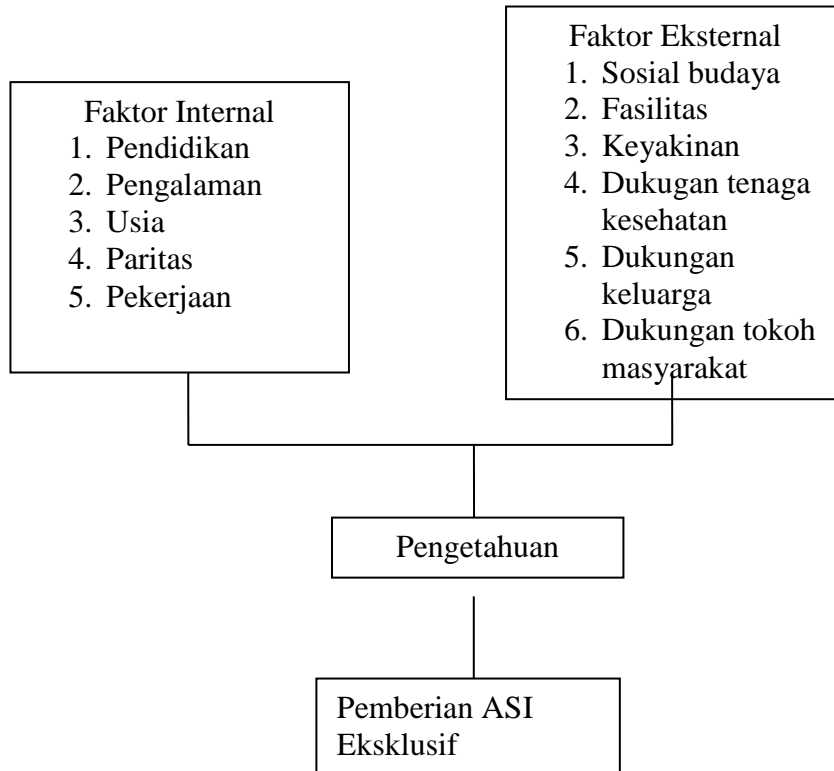 Faktor Internal
1. Pendidikan
2. Pengalaman
3. Usia
4. Paritas
5. Pekerjaan
Faktor Eksternal
1. Sosial budaya
2. Fasilitas
3. Keyakinan
4. Dukugan tenaga
kesehatan
5. Dukungan
keluarga
6. Dukungan tokoh
masyarakat
Pengetahuan
Pemberian ASI
Eksklusif